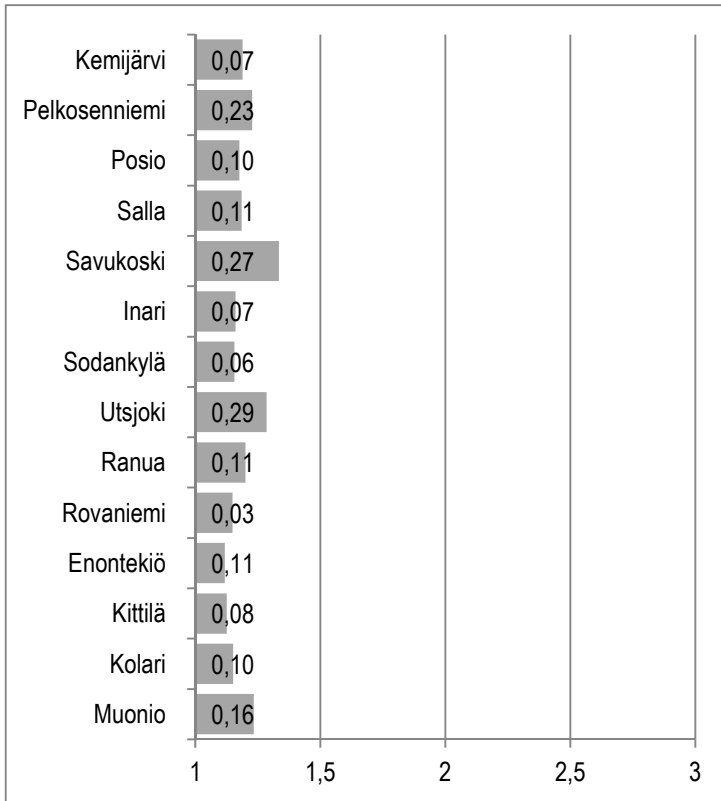 Kemijärvi 0,07
Pelkosenniemi 0,23
Posio 0,10
Salla 0,11
Savukoski 0,27
Inari 0,07
Sodankylä 0,06
Utsjoki 0,29
Ranua 0,11
Rovaniemi 0,03
Enontekiö 0,11
Kittilä 0,08
Kolari 0,10
Muonio 0,16
1 1,5 2 2,5 3